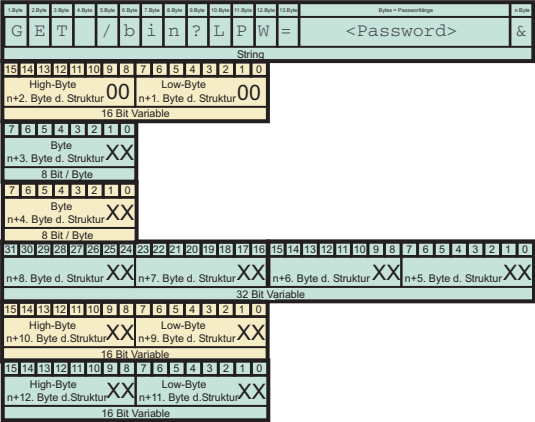 1.Byte 2.Byte 3.Byte 4.Byte 5.Byte 6.Byte 7.Byte 8.Byte 9.Byte 10.Byte 11.Byte 12.Byte 13.Byte Bytes = Passwortlänge n.Byte
G E T / b i n ? L P W = <Password> &
String
15 14 13 12 11 10 9 8 7 6 5 4 3 2 1 0
High-Byte 00 Low-Byte 00
n+2. Byte d. Struktur n+1. Byte d. Struktur
16 Bit Variable
7 6 5 4 3 2 1 0
Byte XX
n+3. Byte d. Struktur
8 Bit / Byte
7 6 5 4 3 2 1 0
Byte XX
n+4. Byte d. Struktur
8 Bit / Byte
31 30 29 28 27 26 25 24 23 22 21 20 19 18 17 16 15 14 13 12 11 10 9 8 7 6 5 4 3 2 1 0
n+8. Byte d. Struktur XX n+7. Byte d. Struktur XX n+6. Byte d. Struktur XX n+5. Byte d. Struktur XX
32 Bit Variable
15 14 13 12 11 10 9 8 7 6 5 4 3 2 1 0
High-Byte XX Low-Byte XX
n+10. Byte d.Struktur n+9. Byte d. Struktur
16 Bit Variable
15 14 13 12 11 10 9 8 7 6 5 4 3 2 1 0
High-Byte XX Low-Byte XX
n+12. Byte d.Struktur n+11. Byte d. Struktur
16 Bit Variable